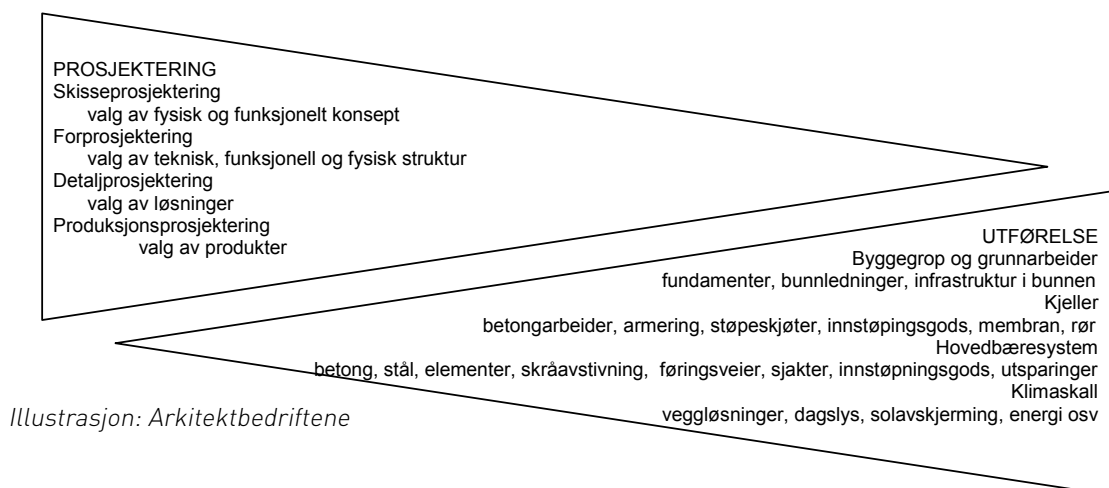 PROSJEKTERING
Skisseprosjektering
valg av fysisk og funksjonelt konsept
Forprosjektering
valg av teknisk, funksjonell og fysisk struktur
Detaljprosjektering
valg av løsninger
Produksjonsprosjektering
valg av produkter
UTFØRELSE
Byggegrop og grunnarbeider
fundamenter, bunnledninger, infrastruktur i bunnen
Kjeller
betongarbeider, armering, støpeskjøter, innstøpingsgods, membran, rør
Hovedbæresystem
betong, stål, elementer, skråavstivning, føringsveier, sjakter, innstøpningsgods, utsparinger
Klimaskall
veggløsninger, dagslys, solavskjerming, energi osv
Illustrasjon: Arkitektbedriftene